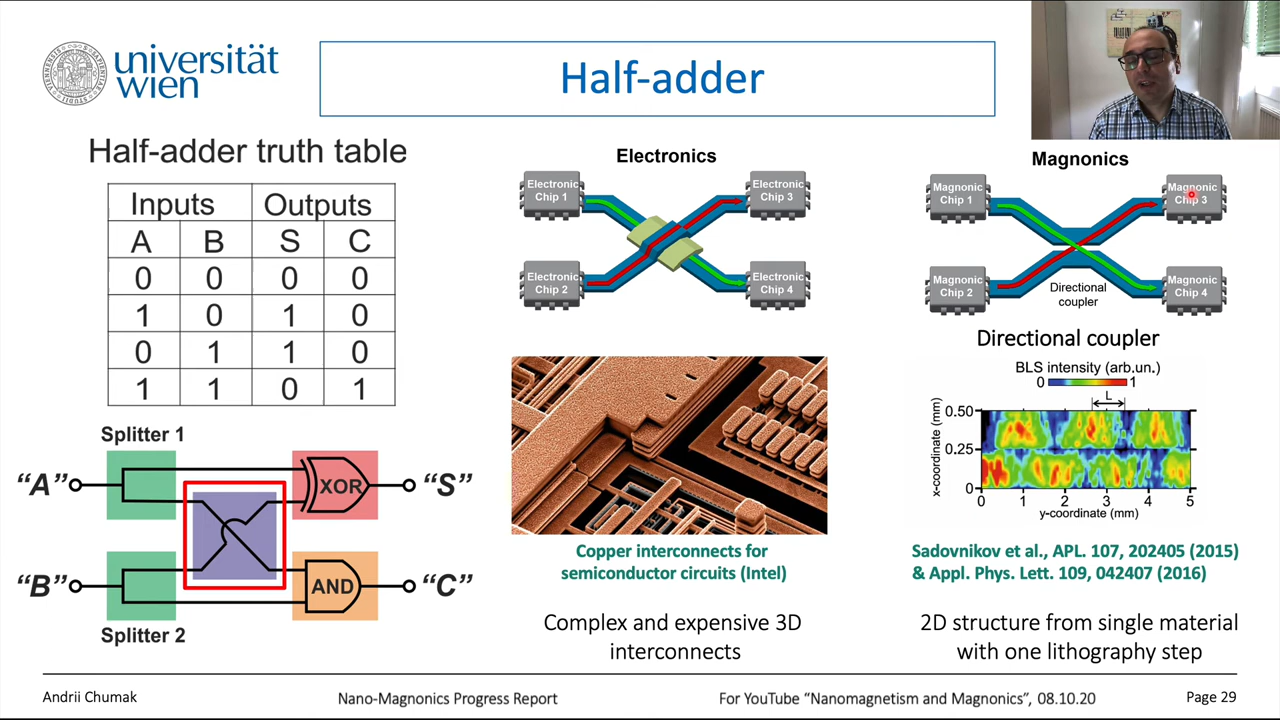 universität
wien
Half-adder
Half-adder truth table
Inputs Outputs
A B S C
0 0 0 0
1 0 1 0
0 1 1 0
1 1 0 1
Splitter 1
“A”
XOR
“S”
“B”
AND
“C”
Splitter 2
Electronics
Electronic
Chip 1
Electronic
Chip 3
Electronic
Chip 2
Electronic
Chip 4
Copper interconnects for
semiconductor circuits (Intel)
Complex and expensive 3D
interconnects
Magnonics
Magnonic
Chip 1
Magnonic
Chip 3
Magnonic
Chip 2
Magnonic
Chip 4
Directional
coupler
Directional coupler
BLS intensity (arb.un.)
0 1
L
x-coordinate (mm)
0.50
0.25
0
0 1 2 3 4 5
y-coordinate (mm)
Sadovnikov et al., APL. 107, 202405 (2015)
& Appl. Phys. Lett. 109, 042407 (2016)
2D structure from single material
with one lithography step
Andrii Chumak
Nano-Magnonics Progress Report
For YouTube “Nanomagnetism and Magnonics”, 08.10.20
Page 29